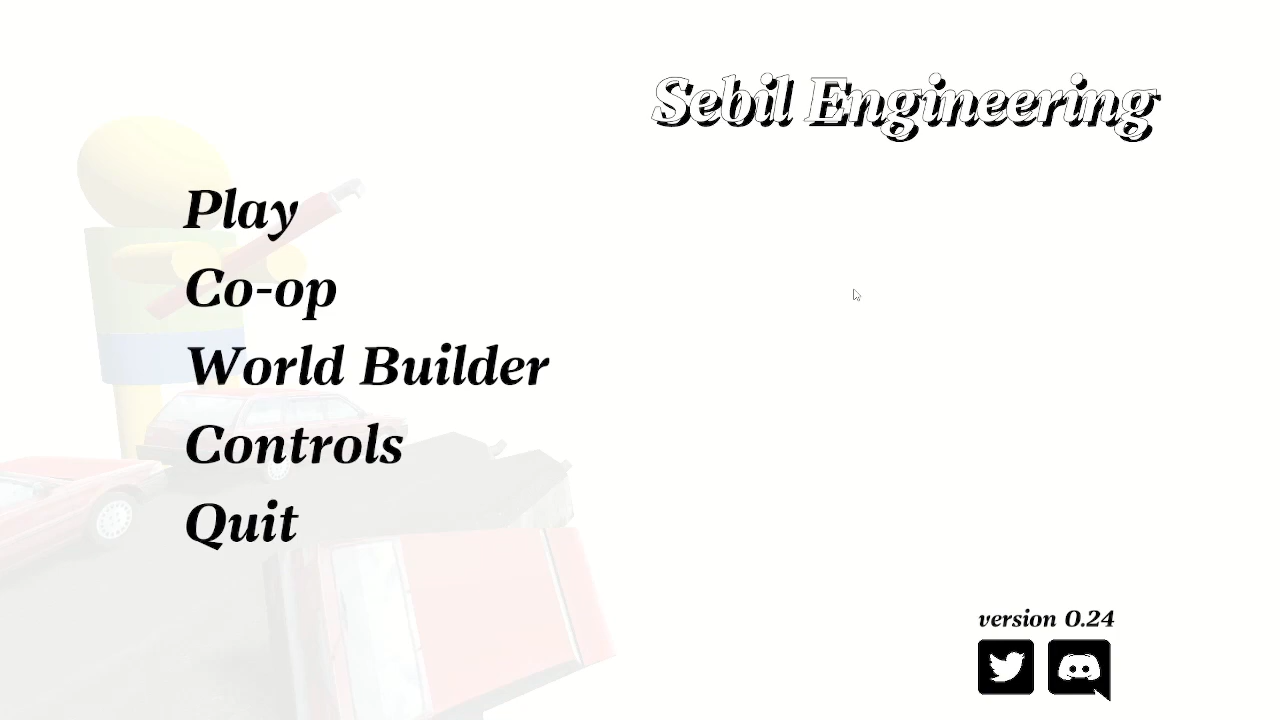 Sebil Engineering
Play
Co-op
World Builder
Controls
Quit
version 0.24